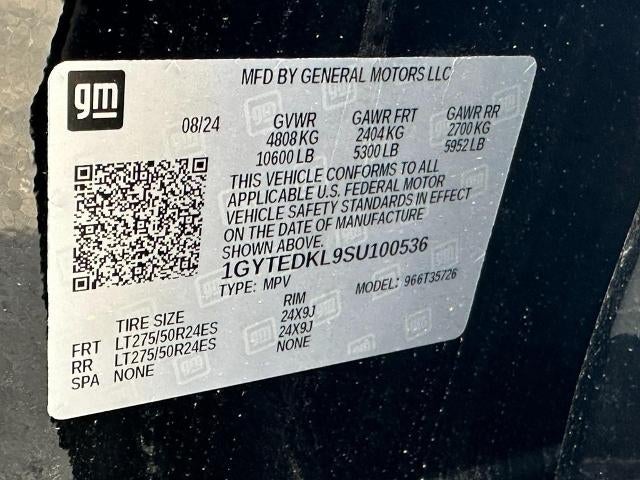 gm
MFD BY GENERAL MOTORS LLC
08/24
GVWR GAWR FRT GAWR RR
4808 KG 2404 KG 2700 KG
10600 LB 5300 LB 5952 LB
THIS VEHICLE CONFORMS TO ALL
APPLICABLE U.S. FEDERAL MOTOR
VEHICLE SAFETY STANDARDS IN EFFECT
ON THE DATE OF MANUFACTURE
SHOWN ABOVE.
1GYTEDKL9SU100536
TYPE: MPV MODEL: 966T35726
TIRE SIZE RIM
FRT LT275/50R24ES 24X9J
RR LT275/50R24ES 24X9J
SPA NONE NONE